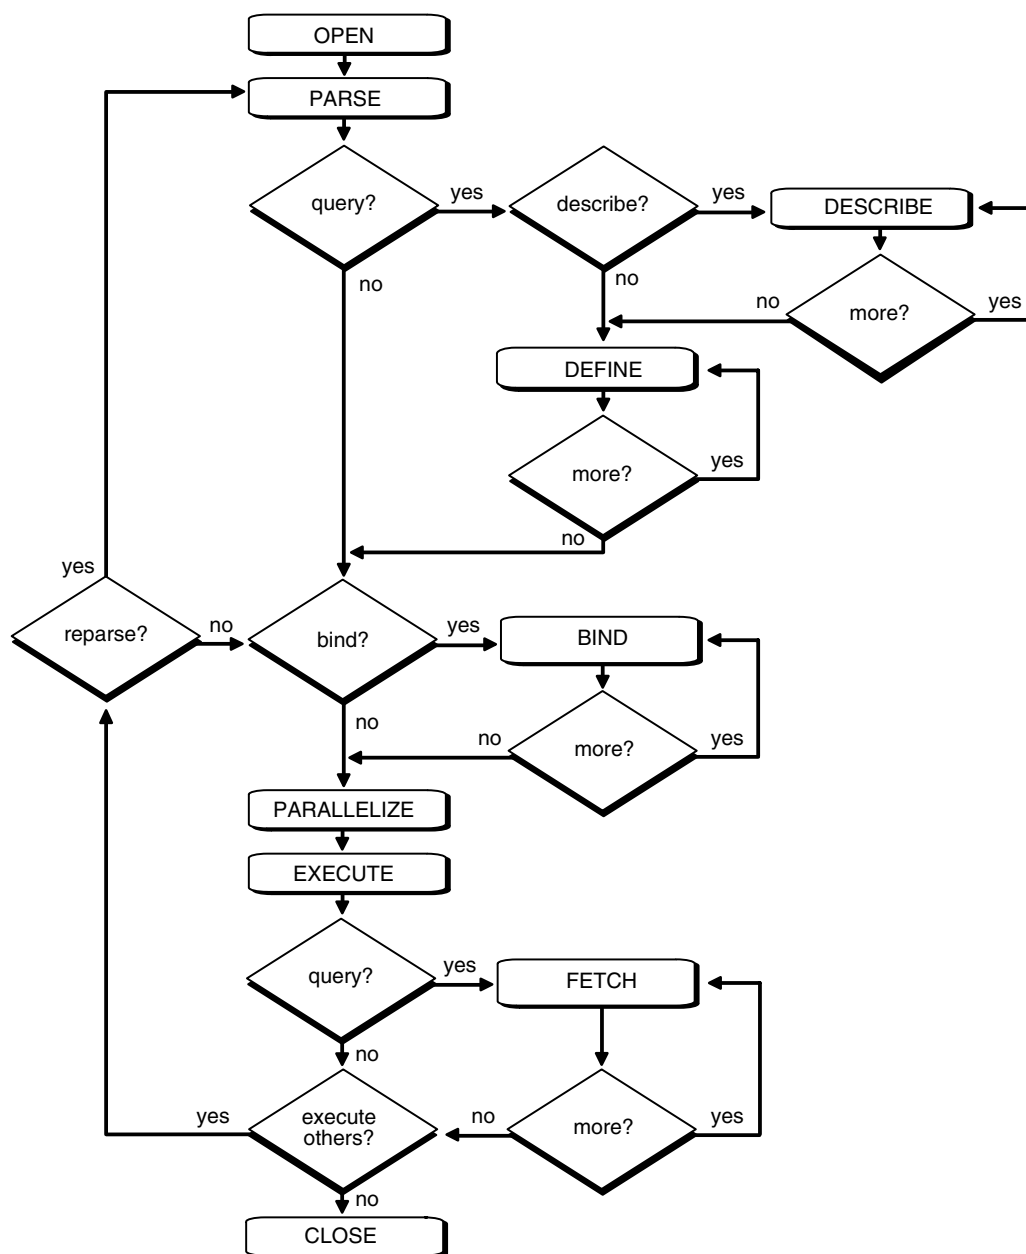 OPEN
PARSE
query?
yes
describe?
yes
DESCRIBE
no
no
no
more?
yes
DEFINE
more?
yes
no
yes
reparse?
no
bind?
yes
BIND
no
no
more?
yes
PARALLELIZE
EXECUTE
query?
yes
FETCH
no
yes
execute
others?
no
more?
yes
no
CLOSE